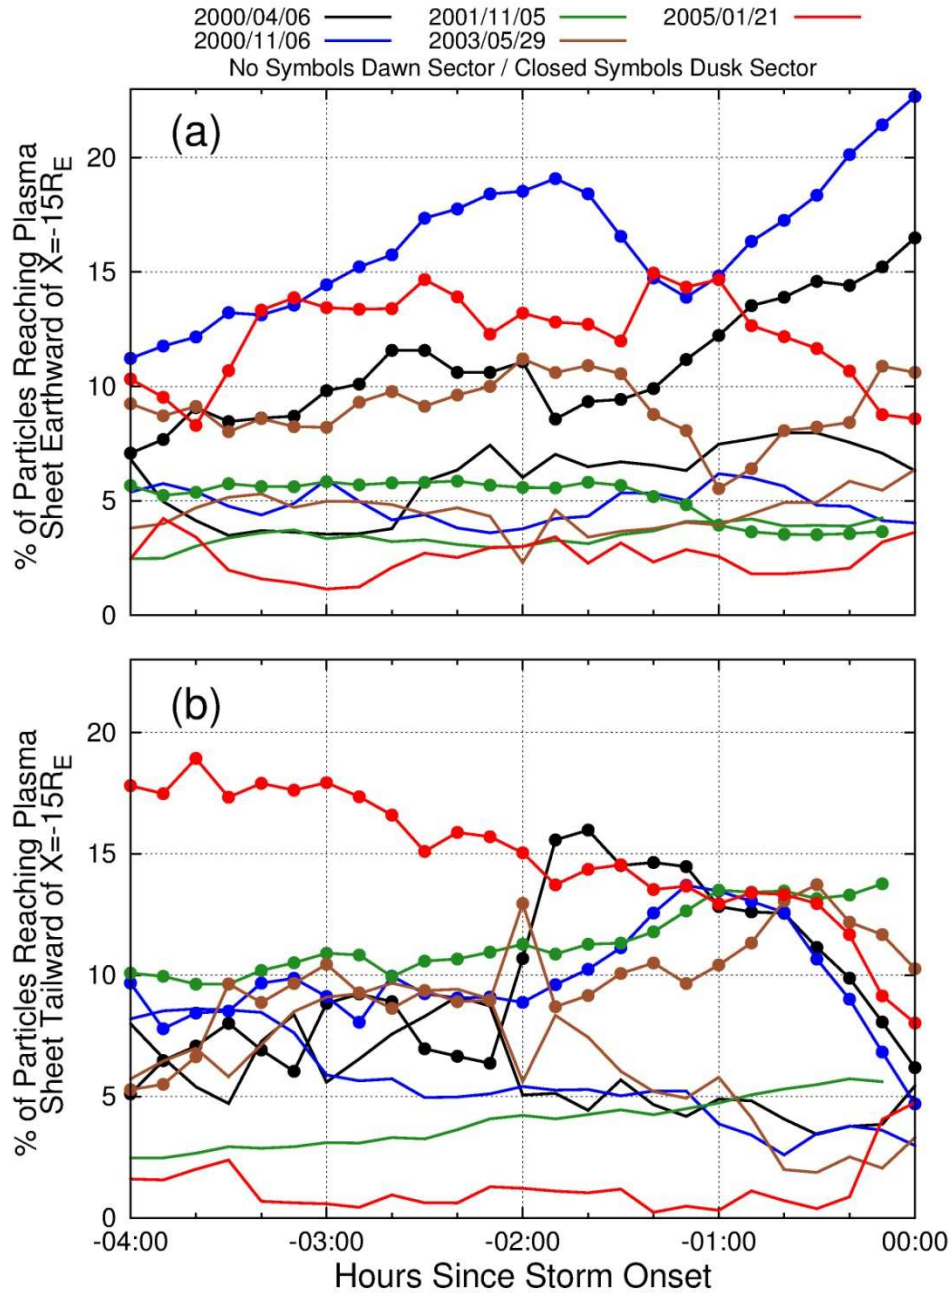 2000/04/06 2001/11/05 2005/01/21
2000/11/06 2003/05/29
No Symbols Dawn Sector / Closed Symbols Dusk Sector
(a)
% of Particles Reaching Plasma
Sheet Earthward of X=-15R_E
20
15
10
5
0
(b)
% of Particles Reaching Plasma
Sheet Tailward of X=-15R_E
20
15
10
5
0
-04:00 -03:00 -02:00 -01:00 00:00
Hours Since Storm Onset